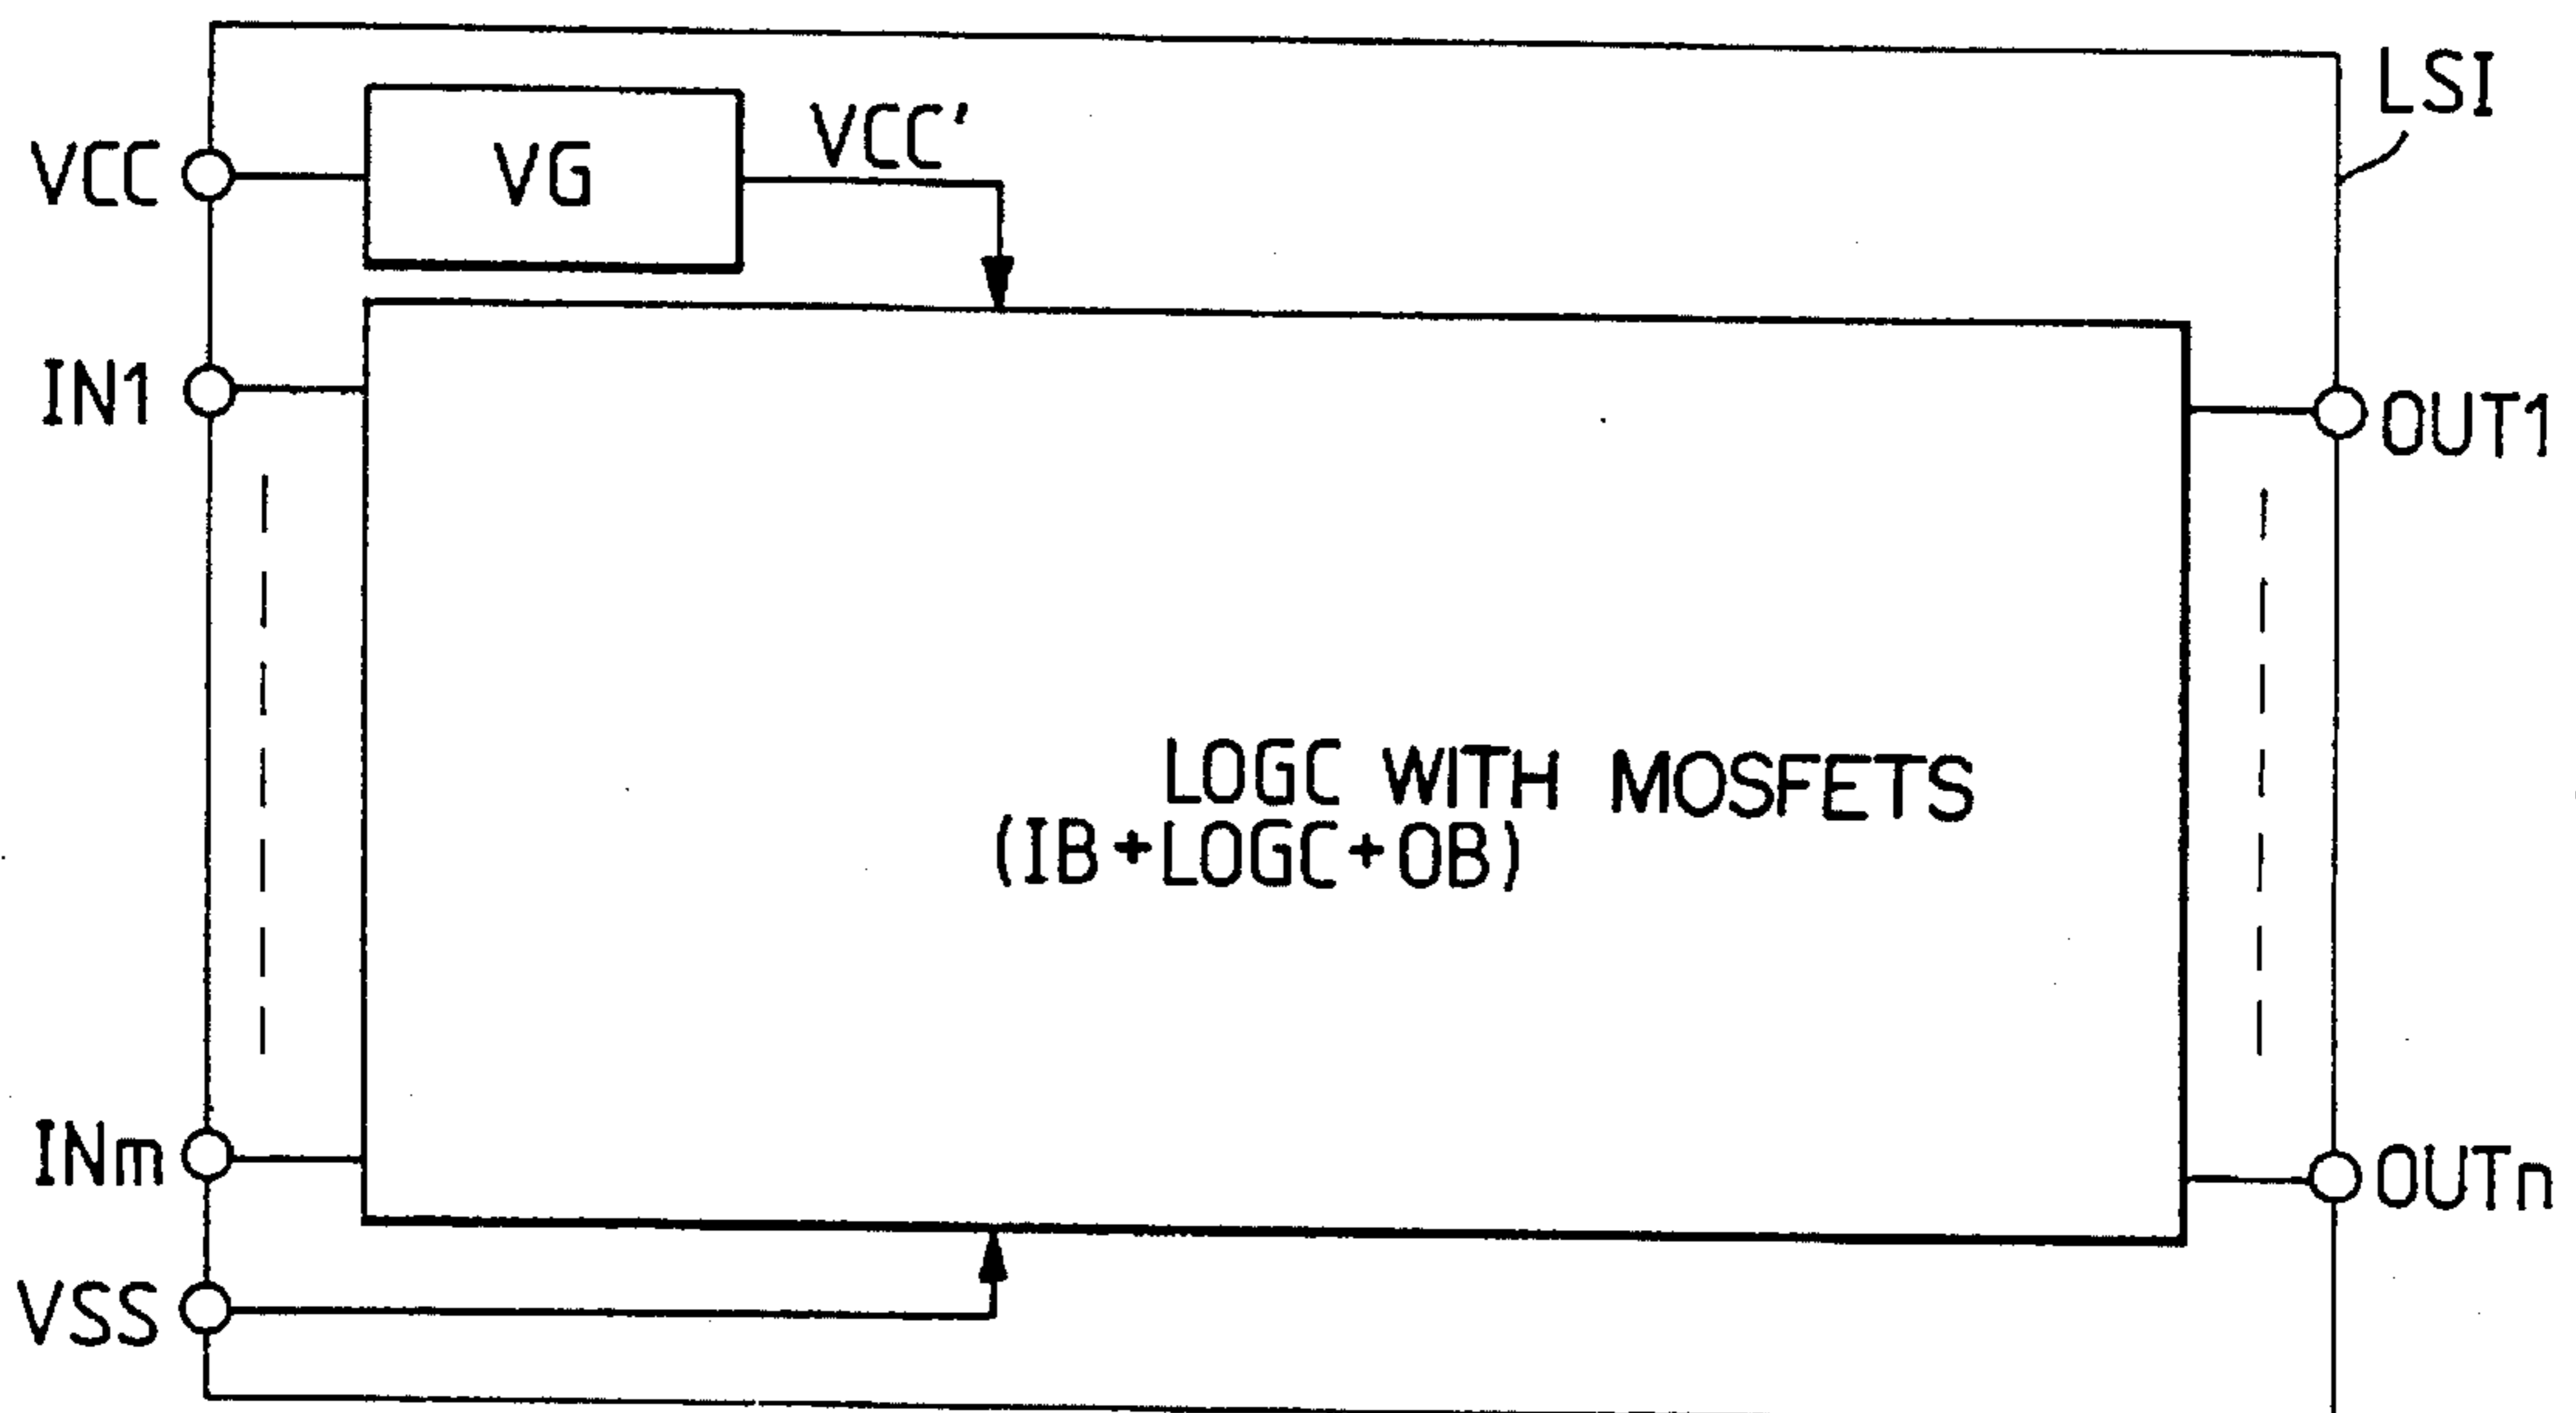 LSI
VCC
VG
VCC'
IN1
OUT1
LOGC WITH MOSFETS
(IB+LOGC+OB)
INm
OUTn
VSS